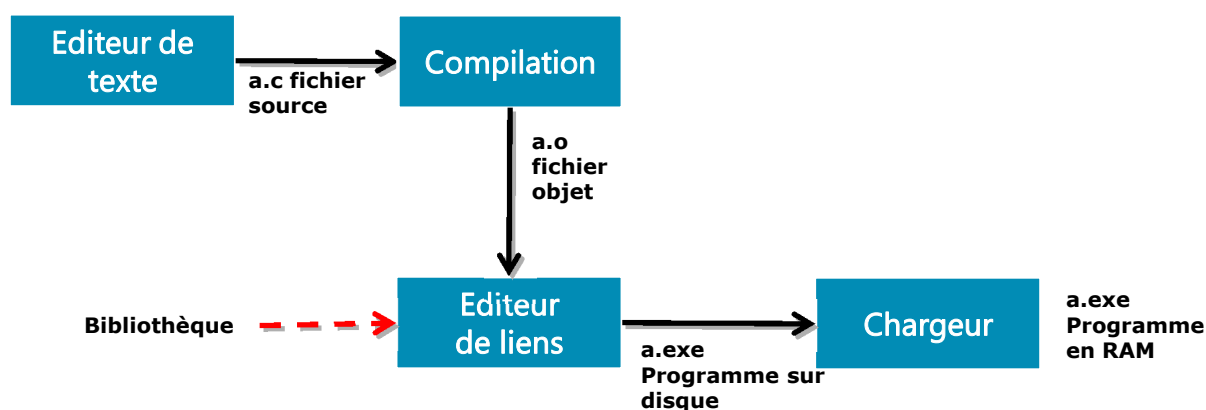 Editeur de
texte
a.c fichier
source
Compilation
a.o
fichier
objet
Bibliothèque
Editeur
de liens
a.exe
Programme sur
disque
Chargeur
a.exe
Programme
en RAM